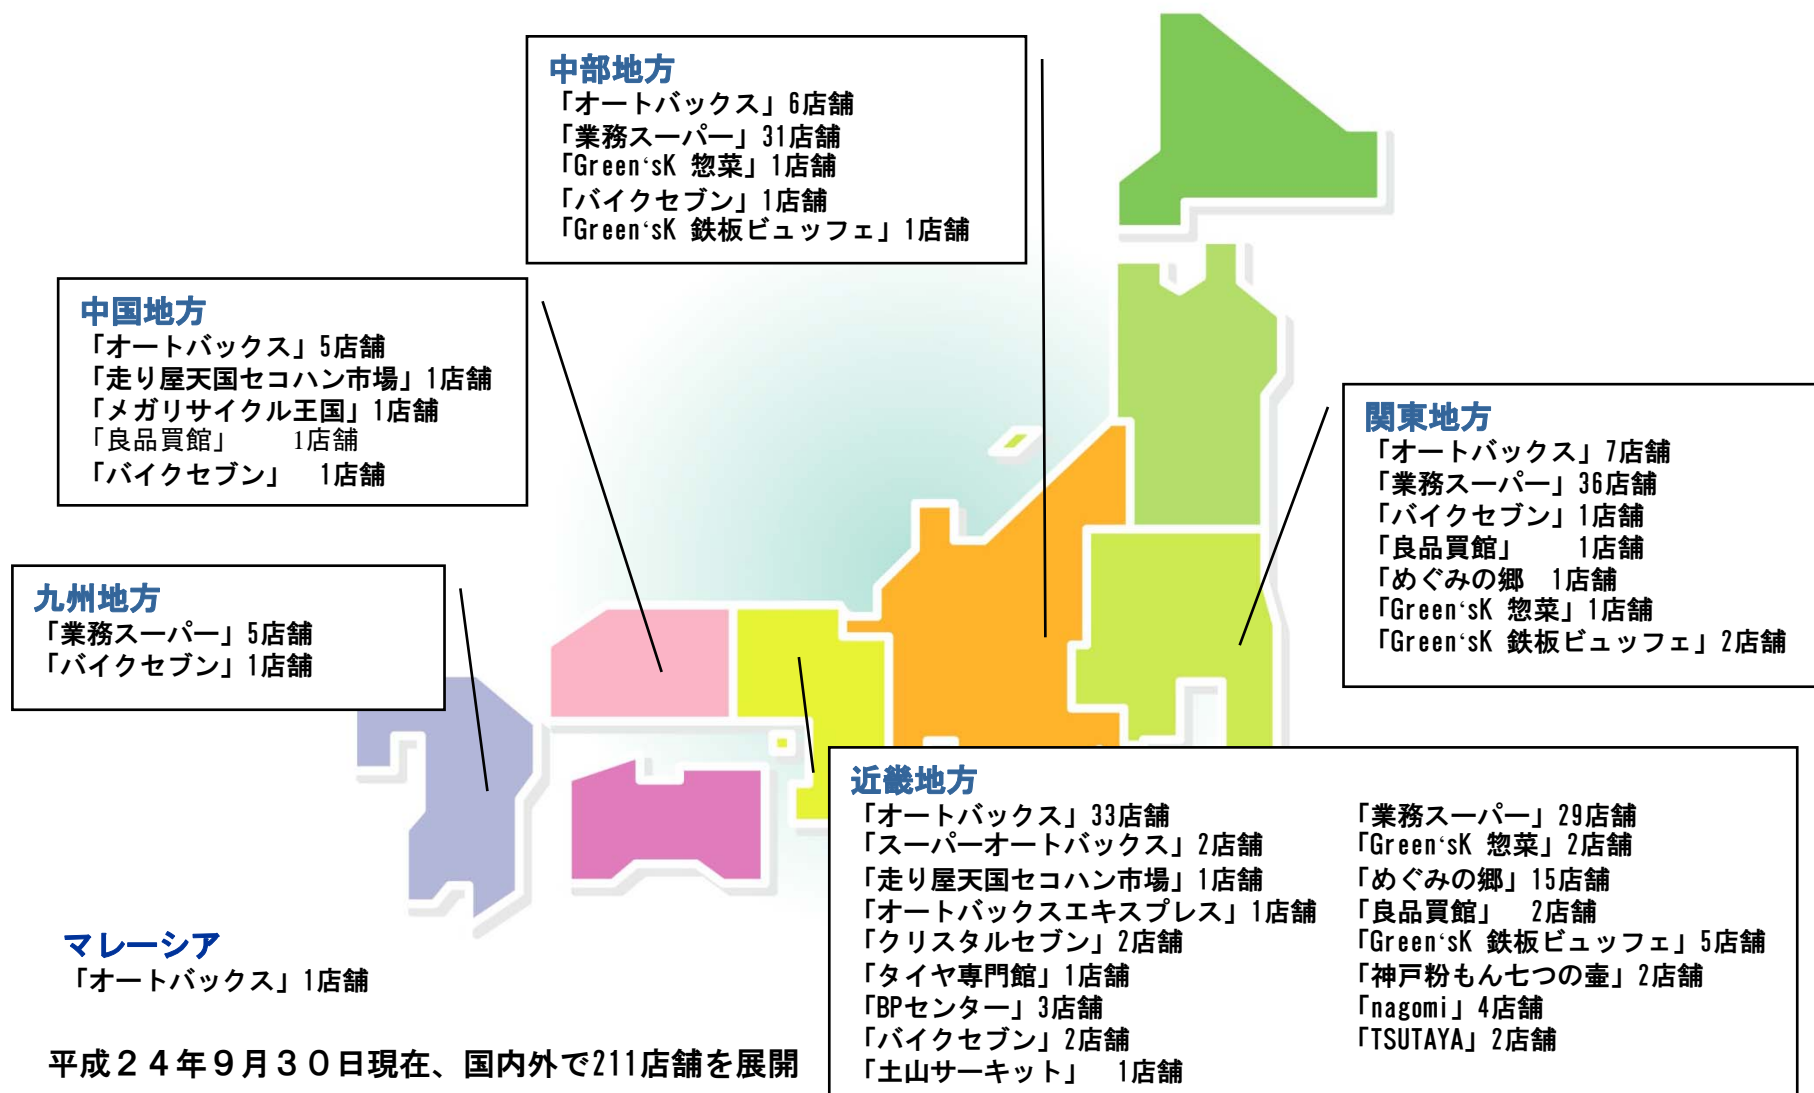 中部地方
「オートバックス」6店舗
「業務スーパー」31店舗
「Green‘sK 惣菜」1店舗
「バイクセブン」1店舗
「Green‘sK 鉄板ビュッフェ」1店舗
中国地方
「オートバックス」5店舗
「走り屋天国セコハン市場」1店舗
「メガリサイクル王国」1店舗
「良品買館」 1店舗
「バイクセブン」 1店舗
関東地方
「オートバックス」7店舗
「業務スーパー」36店舗
「バイクセブン」1店舗
「良品買館」 1店舗
「めぐみの郷 1店舗
「Green‘sK 惣菜」1店舗
「Green‘sK 鉄板ビュッフェ」2店舗
九州地方
「業務スーパー」5店舗
「バイクセブン」1店舗
近畿地方
「オートバックス」33店舗
「スーパーオートバックス」2店舗
「走り屋天国セコハン市場」1店舗
「オートバックスエキスプレス」1店舗
「クリスタルセブン」2店舗
「タイヤ専門館」1店舗
「BPセンター」3店舗
「バイクセブン」2店舗
「土山サーキット」 1店舗
「業務スーパー」29店舗
「Green‘sK 惣菜」2店舗
「めぐみの郷」15店舗
「良品買館」 2店舗
「Green‘sK 鉄板ビュッフェ」5店舗
「神戸粉もん七つの壷」2店舗
「nagomi」4店舗
「TSUTAYA」2店舗
マレーシア
「オートバックス」1店舗
平成２４年９月３０日現在、国内外で211店舗を展開